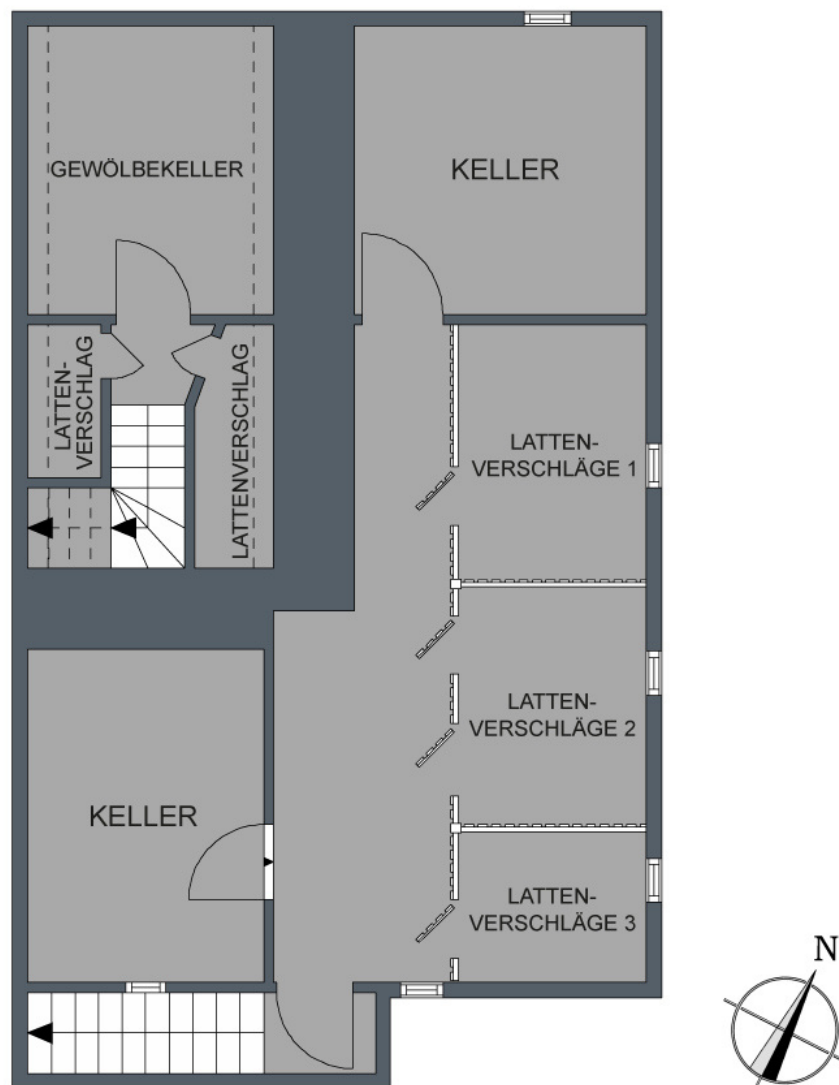 GEWÖLBEKELLER
KELLER
LATTEN-
VERSCHLAG
LATTENVERSCHLAG
LATTEN-
VERSCHLÄGE 1
LATTEN-
VERSCHLÄGE 2
KELLER
LATTEN-
VERSCHLÄGE 3
N